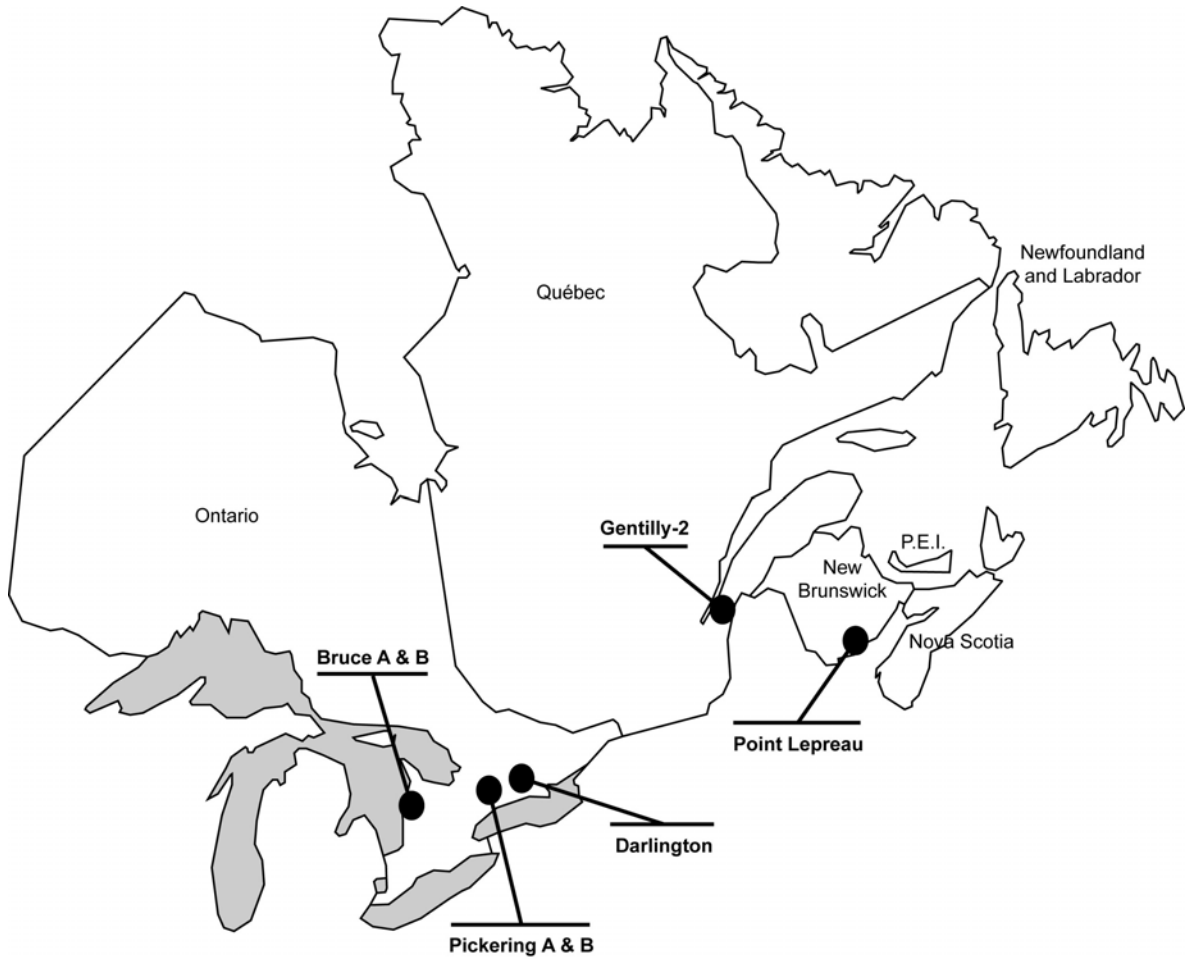 Newfoundland
and Labrador
Québec
Ontario
Gentilly-2
P.E.I.
New
Brunswick
Nova Scotia
Bruce A & B
Point Lepreau
Darlington
Pickering A & B